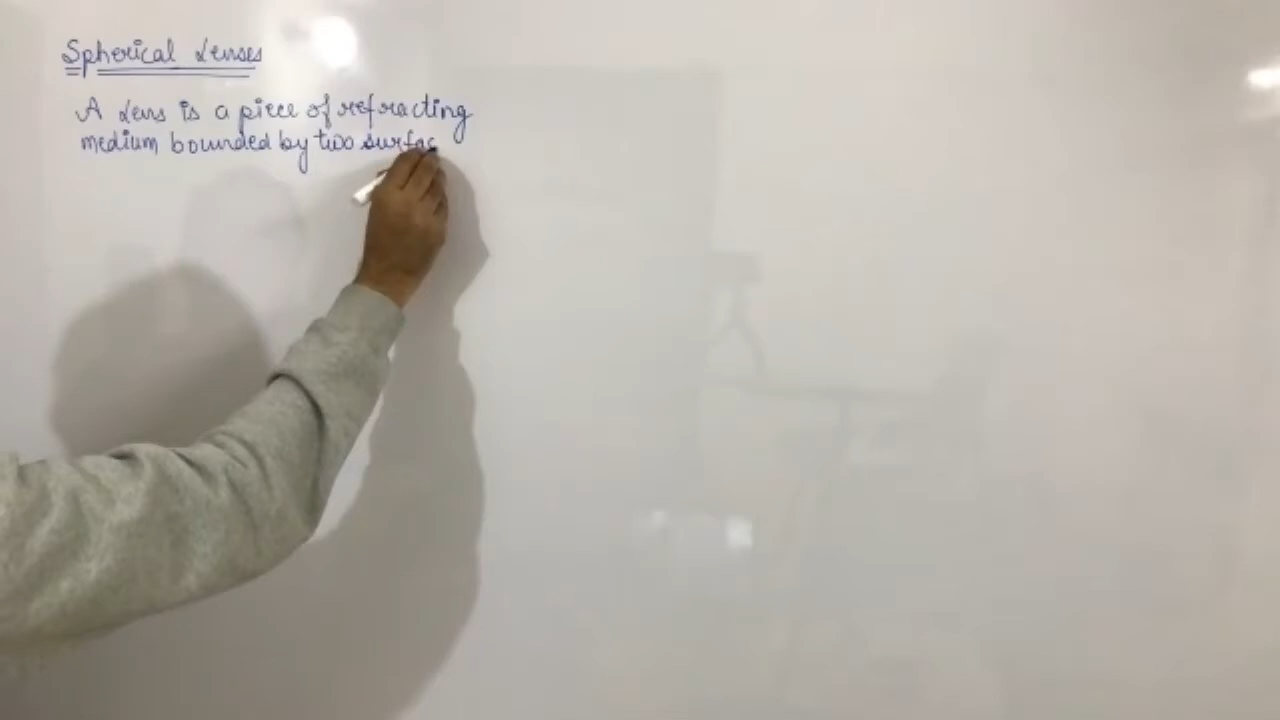 Spherical Lenses
A Lens is a piece of refracting
medium bounded by two surfac